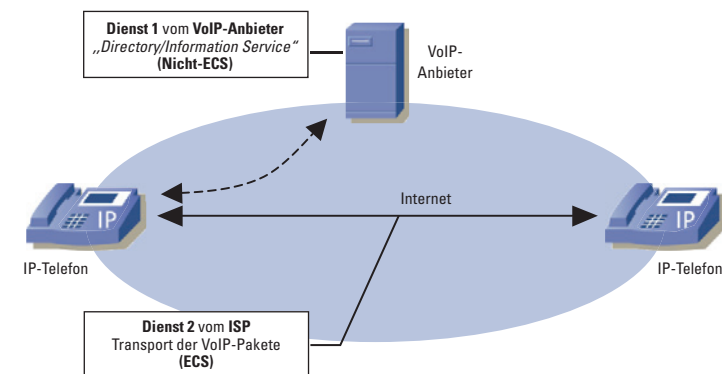 Dienst 1 vom VoIP-Anbieter
„Directory/Information Service“
(Nicht-ECS)
VoIP-
Anbieter
Internet
IP
IP
IP-Telefon
IP-Telefon
Dienst 2 vom ISP
Transport der VoIP-Pakete
(ECS)